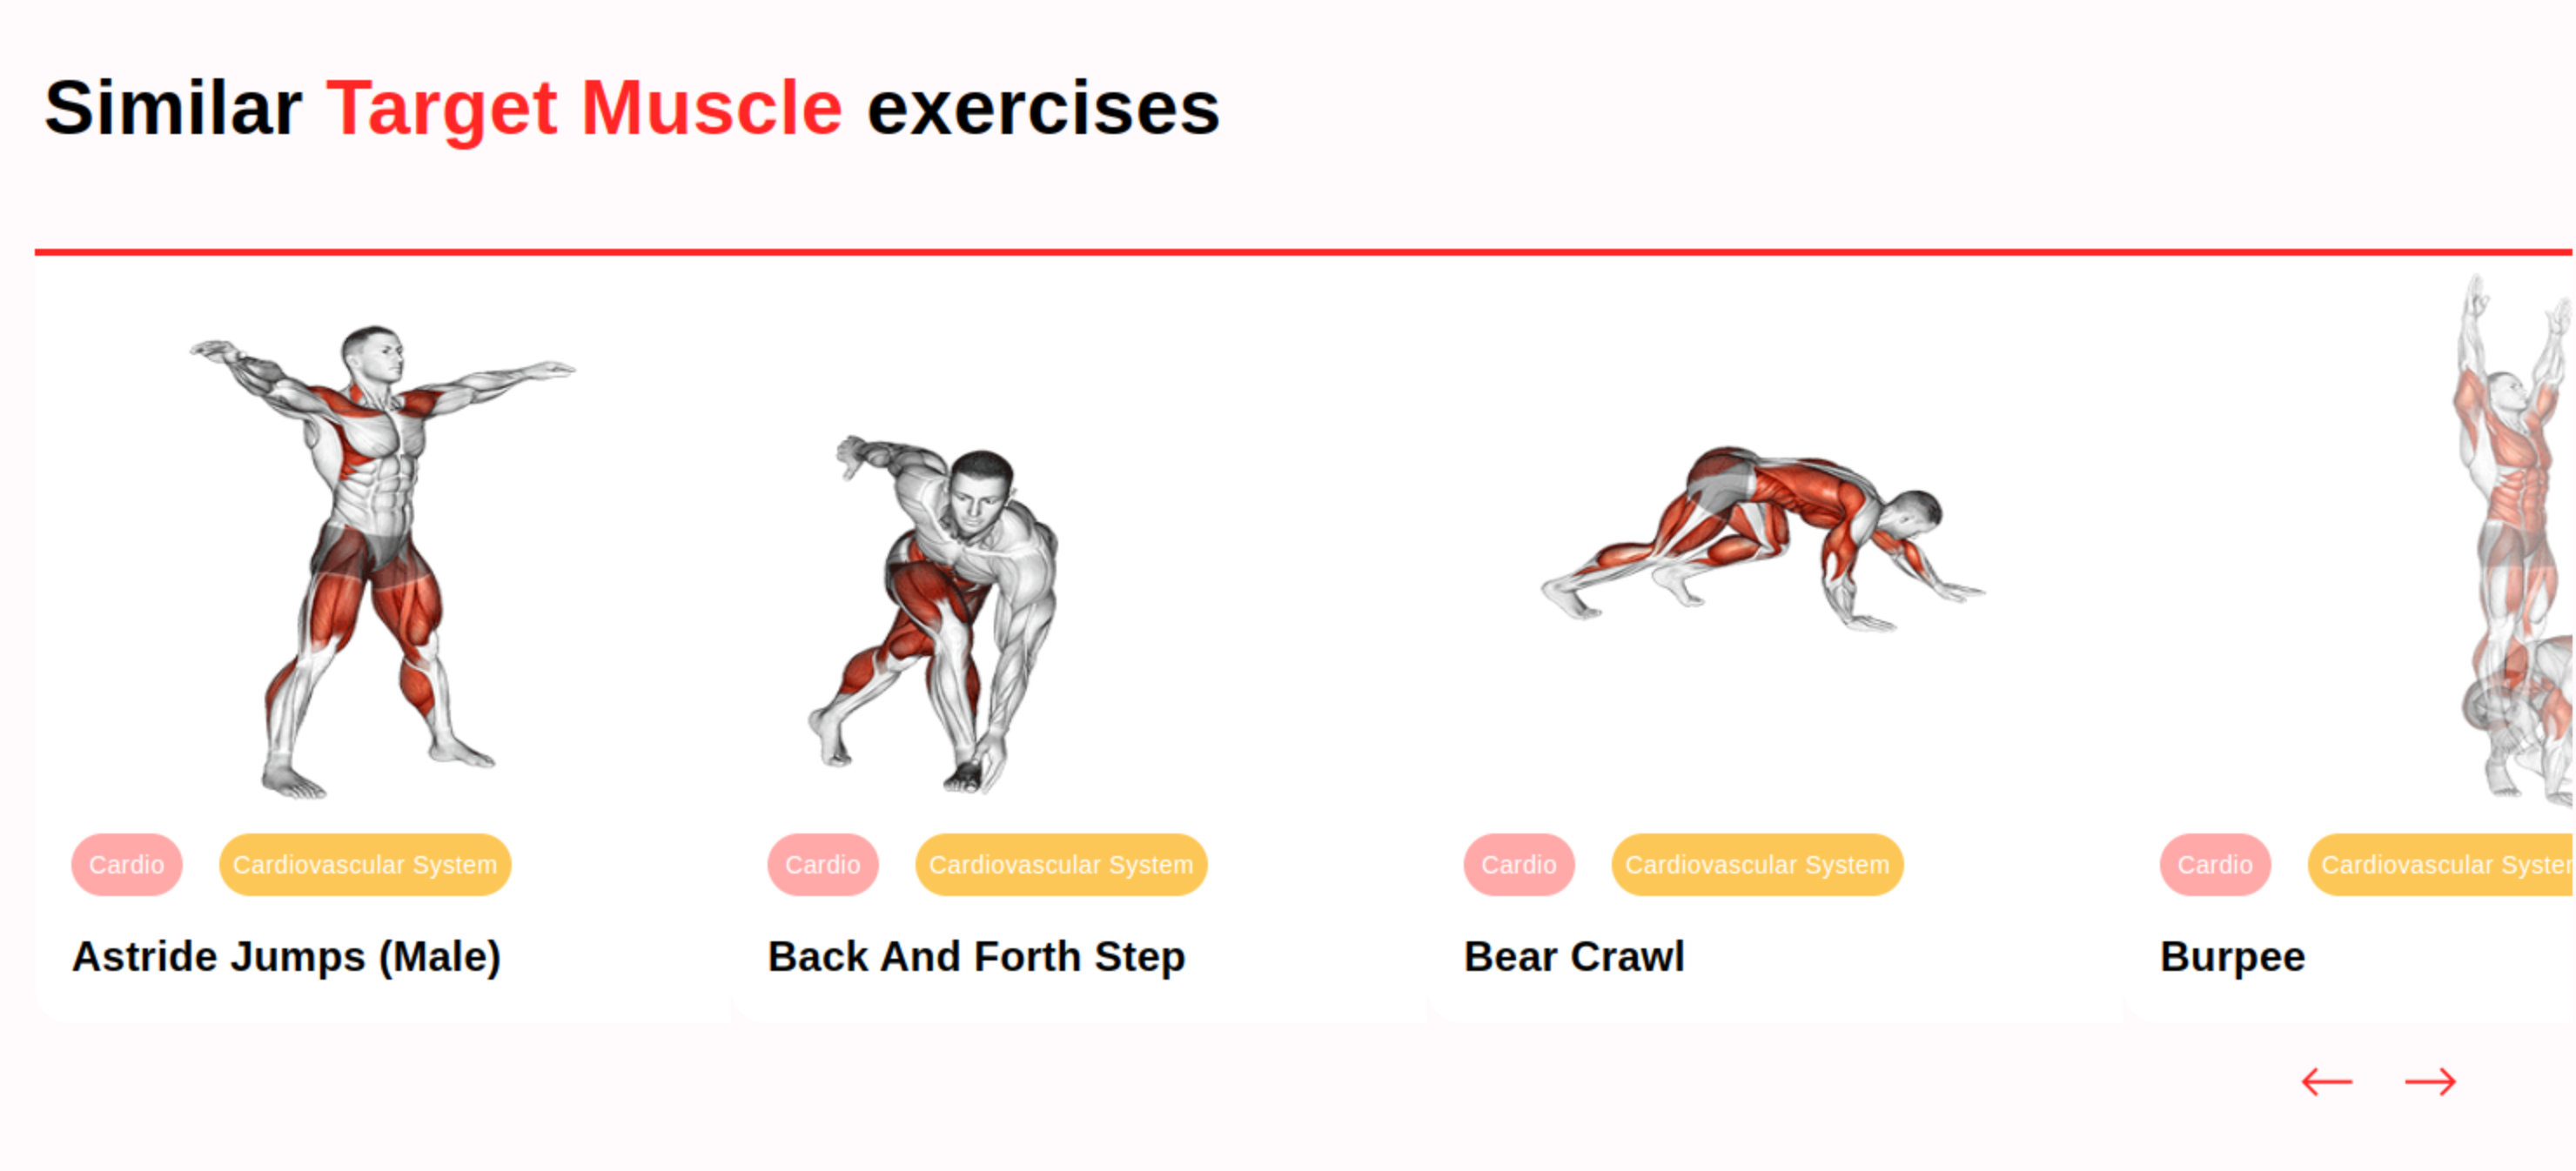 Similar Target Muscle exercises
Cardio Cardiovascular System
Astride Jumps (Male)
Cardio Cardiovascular System
Back And Forth Step
Cardio Cardiovascular System
Bear Crawl
Cardio Cardiovascular
Burpee